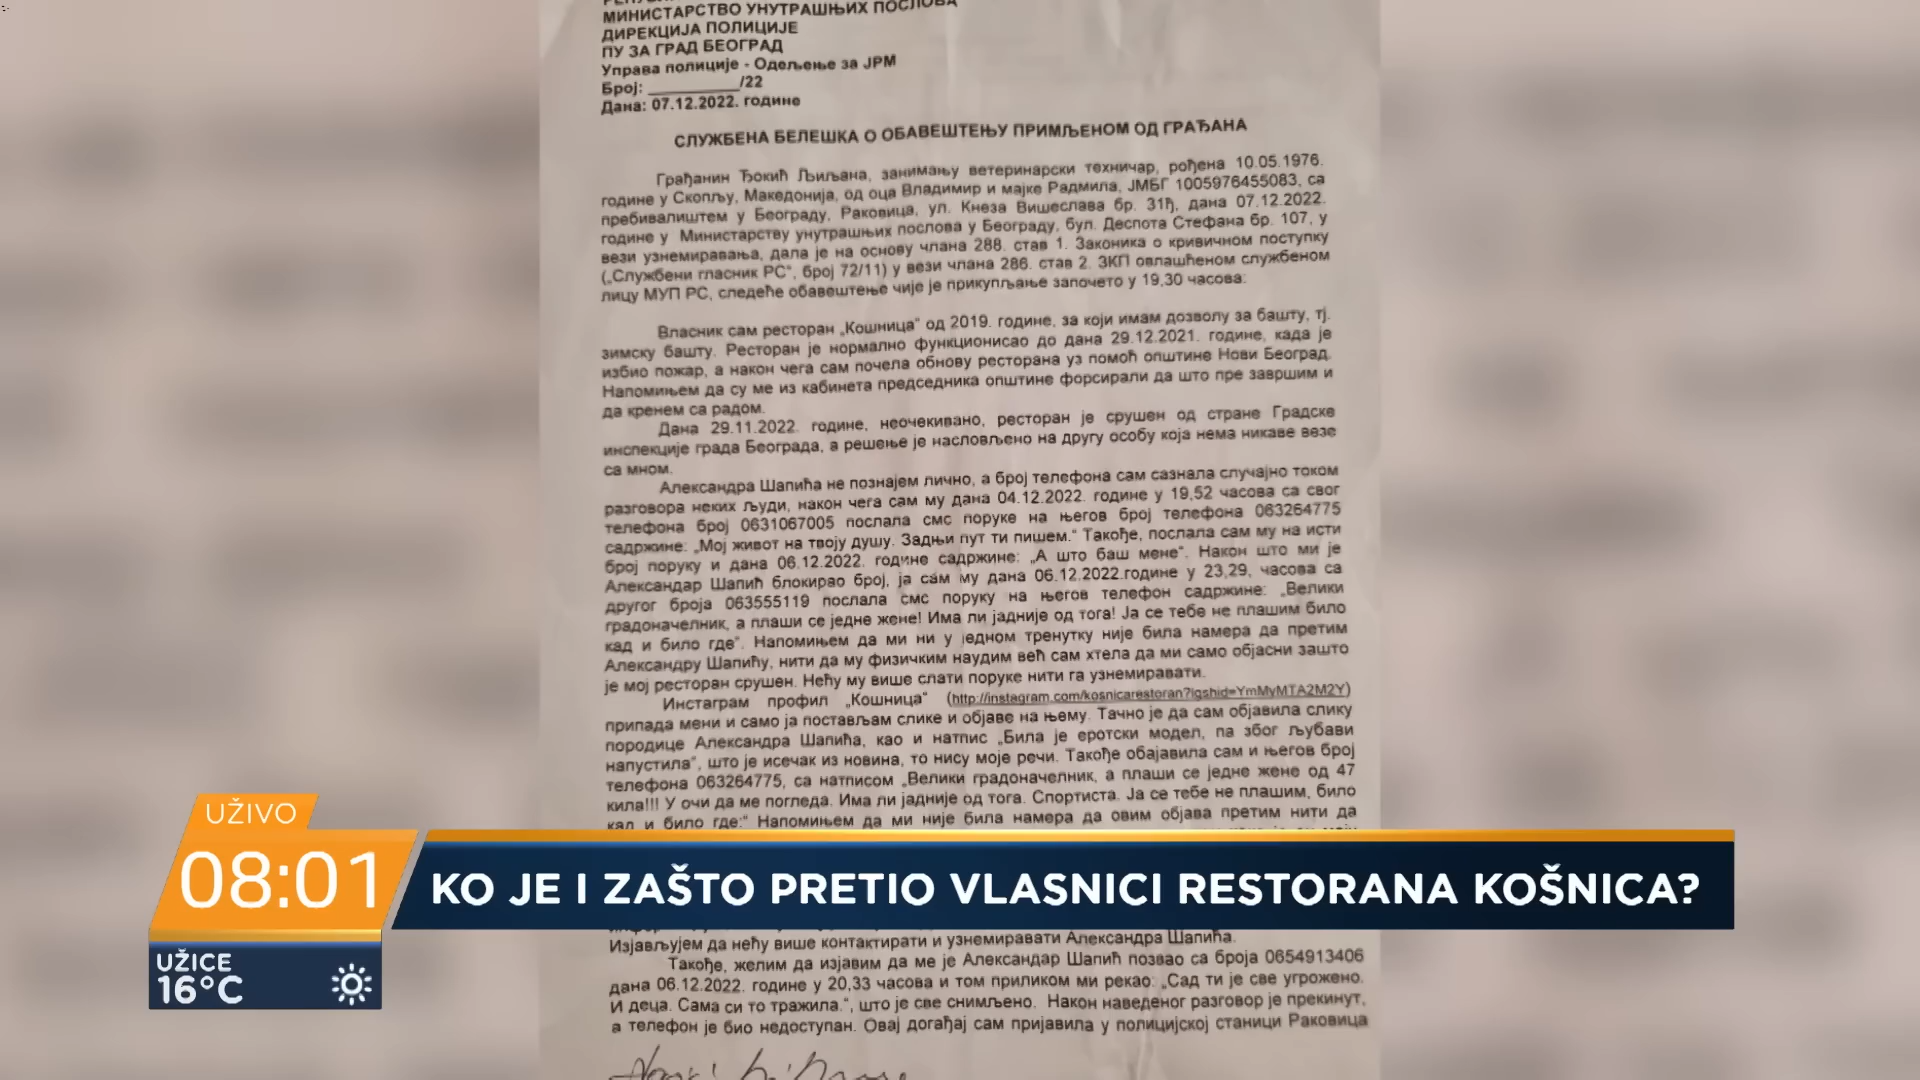 МИНИСТАРСТВО УНУТРАШЊИХ ПОСЛОВА
ДИРЕКЦИЈА ПОЛИЦИЈЕ
ПУ ЗА ГРАД БЕОГРАД
Управа полиције - Одељење за ЈРМ
Број: __________/22
Дана: 07.12.2022. године
СЛУЖБЕНА БЕЛЕШКА О ОБАВЕШТЕЊУ ПРИМЉЕНОМ ОД ГРАЂАНА
Грађанин Ђокић Љиљана, занимању ветеринарски техничар, рођена 10.05.1976.
године у Скопљу, Македонија, од оца Владимир и мајке Радмила, ЈМБГ 1005976455083, са
пребивалиштем у Београду, Раковица, ул. Кнеза Вишеслава бр. 31ђ, дана 07.12.2022.
године у Министарству унутрашњих послова у Београду, бул. Деспота Стефана бр. 107, у
вези узнемиравања, дала је на основу члана 288. став 1. Законика о кривичном поступку
(„Службени гласник РС“, број 72/11) у вези члана 286. став 2. ЗКП овлашћеном службеном
лицу МУП РС, следеће обавештење чије је прикупљање започето у 19,30 часова:
Власник сам ресторан „Кошница“ од 2019. године, за који имам дозволу за башту, тј.
зимску башту. Ресторан је нормално функционисао до дана 29.12.2021. године, када је
избио пожар, а након чега сам почела обнову ресторана уз помоћ општине Нови Београд.
Напомињем да су ме из кабинета председника општине форсирали да што пре завршим и
да кренем са радом.
Дана 29.11.2022. године, неочекивано, ресторан је срушен од стране Градске
инспекције града Београда, а решење је насловљено на другу особу која нема никаве везе
са мном.
Александра Шапића не познајем лично, а број телефона сам сазнала случајно током
разговора неких људи, након чега сам му дана 04.12.2022. године у 19,52 часова са свог
телефона број 0631067005 послала смс поруке на његов број телефона 063264775
садржине: „Мој живот на твоју душу. Задњи пут ти пишем.“ Такође, послала сам му на исти
број поруку и дана 06.12.2022. године садржине: „А што баш мене“. Након што ми је
Александар Шапић блокирао број, ја сам му дана 06.12.2022.године у 23,29, часова са
другог броја 063555119 послала смс поруку на његов телефон садржине: „Велики
градоначелник, а плаши се једне жене! Има ли јадније од тога! Ја се тебе не плашим било
кад и било где“. Напомињем да ми ни у једном тренутку није била намера да претим
Александру Шапићу, нити да му физичким наудим већ сам хтела да ми само објасни зашто
је мој ресторан срушен. Нећу му више слати поруке нити га узнемиравати.
Инстаграм профил „Кошница“ (http://instagram.com/kosnicarestoran?igshid=YmMyMTA2M2Y)
припада мени и само ја постављам слике и објаве на њему. Тачно је да сам објавила слику
породице Александра Шапића, као и натпис „Била је еротски модел, па због љубави
напустила“, што је исечак из новина, то нису моје речи. Такође обајавила сам и његов број
телефона 063264775, са натписом „Велики градоначелник, а плаши се једне жене од 47
кила!!! У очи да ме погледа. Има ли јадније од тога. Спортиста. Ја се тебе не плашим, било
кад и било где:“ Напомињем да ми није била намера да овим објава претим нити да
UŽIVO
08:01
KO JE I ZAŠTO PRETIO VLASNICI RESTORANA KOŠNICA?
UŽICE
16°C
Изјављујем да нећу више контактирати и узнемиравати Александра Шапића.
Такође, желим да изјавим да ме је Александар Шапић позвао са броја 0654913406
дана 06.12.2022. године у 20,33 часова и том приликом ми рекао: „Сад ти је све угрожено.
И деца. Сама си то тражила.“, што је све снимљено. Након наведеног разговор је прекинут,
а телефон је био недоступан. Овај догађај сам пријавила у полицијској станици Раковица